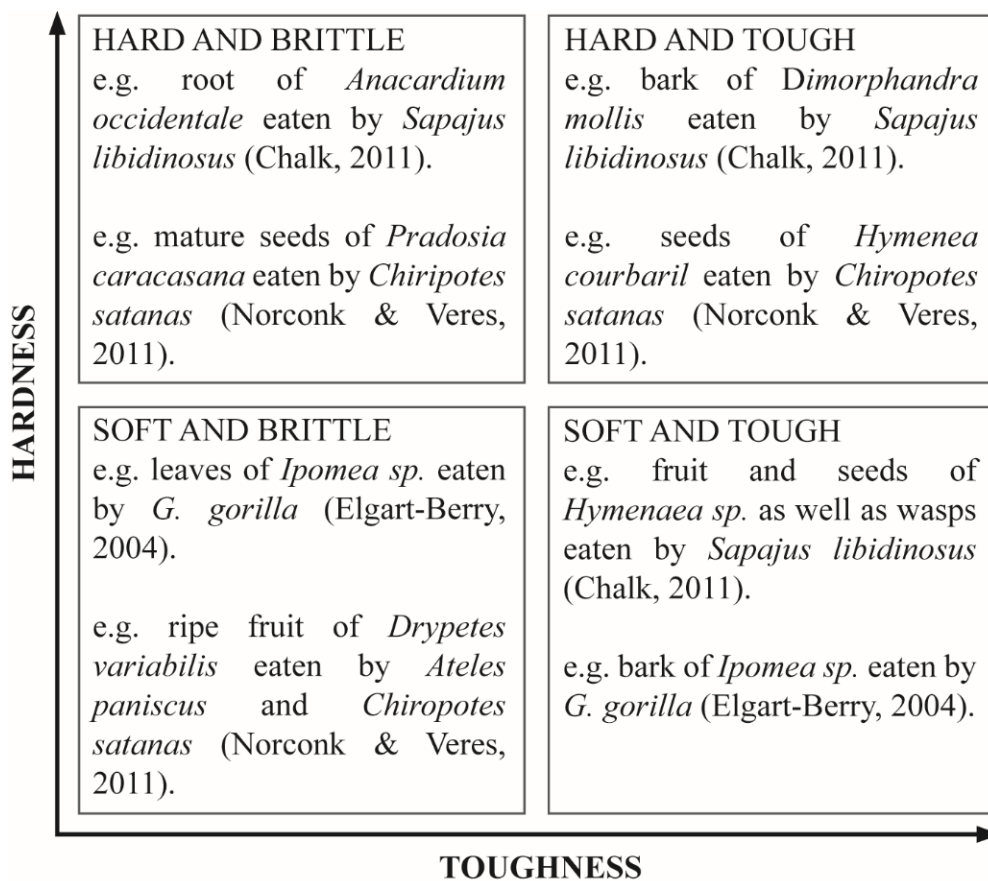 HARDNESS
HARD AND BRITTLE
e.g. root of Anacardium
occidentale eaten by Sapajus
libidinosus (Chalk, 2011).
e.g. mature seeds of Pradosia
caracasana eaten by Chiripotes
satanas (Norconk & Veres,
2011).
HARD AND TOUGH
e.g. bark of Dimorphandra
mollis eaten by Sapajus
libidinosus (Chalk, 2011).
e.g. seeds of Hymenea
courbaril eaten by Chiropotes
satanas (Norconk & Veres,
2011).
SOFT AND BRITTLE
e.g. leaves of Ipomea sp. eaten
by G. gorilla (Elgart-Berry,
2004).
e.g. ripe fruit of Drypetes
variabilis eaten by Ateles
paniscus and Chiropotes
satanas (Norconk & Veres,
2011).
SOFT AND TOUGH
e.g. fruit and seeds of
Hymenaea sp. as well as wasps
eaten by Sapajus libidinosus
(Chalk, 2011).
e.g. bark of Ipomea sp. eaten by
G. gorilla (Elgart-Berry, 2004).
TOUGHNESS